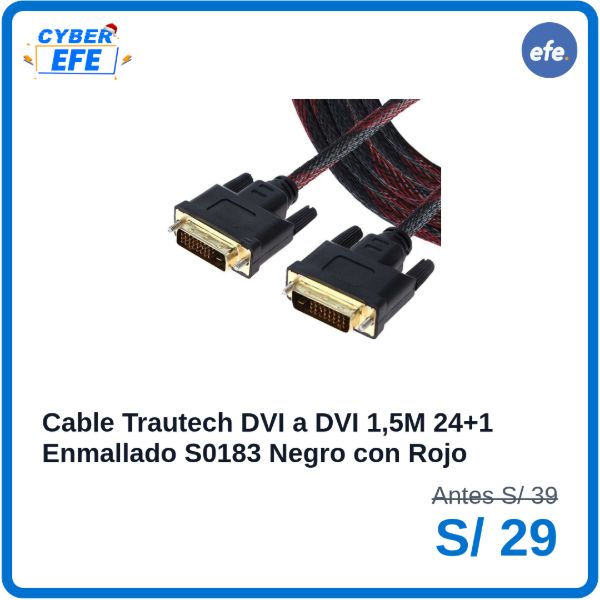 CYBER
EFE
efe.
Cable Trautech DVI a DVI 1,5M 24+1
Enmallado S0183 Negro con Rojo
Antes S/ 39
S/ 29